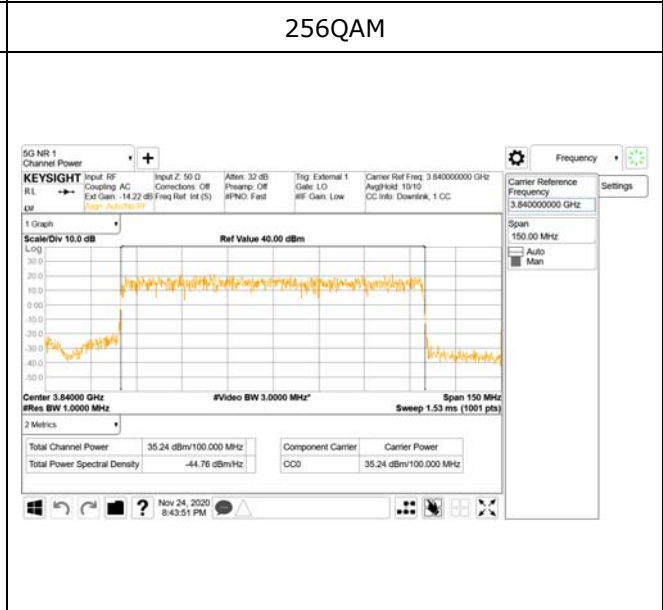 256QAM
5G NR 1
Channel Power
Frequency
KEYSIGHT
RL
Input: RF
Coupling: AC
Ext Gain: -14.22 dB
Align: Auto/No RF
Input Z: 50 Ω
Corrections: Off
Freq Ref: Int (S)
Atten: 32 dB
Preamp: Off
#PNO: Fast
Trig: External 1
Gate: LO
#IF Gain: Low
Carrier Ref Freq: 3.840000000 GHz
Avg|Hold: 10/10
CC Info: Downlink, 1 CC
Carrier Reference Frequency
3.840000000 GHz
Settings
Span
150.00 MHz
Auto
Man
1 Graph
Scale/Div 10.0 dB
Ref Value 40.00 dBm
Log
30.0
20.0
10.0
0.00
-10.0
-20.0
-30.0
-40.0
-50.0
Center 3.84000 GHz
#Video BW 3.0000 MHz*
Span 150 MHz
#Res BW 1.0000 MHz
Sweep 1.53 ms (1001 pts)
2 Metrics
Total Channel Power 35.24 dBm/100.000 MHz
Total Power Spectral Density -44.76 dBm/Hz
Component Carrier Carrier Power
CC0 35.24 dBm/100.000 MHz
?
Nov 24, 2020
8:43:51 PM